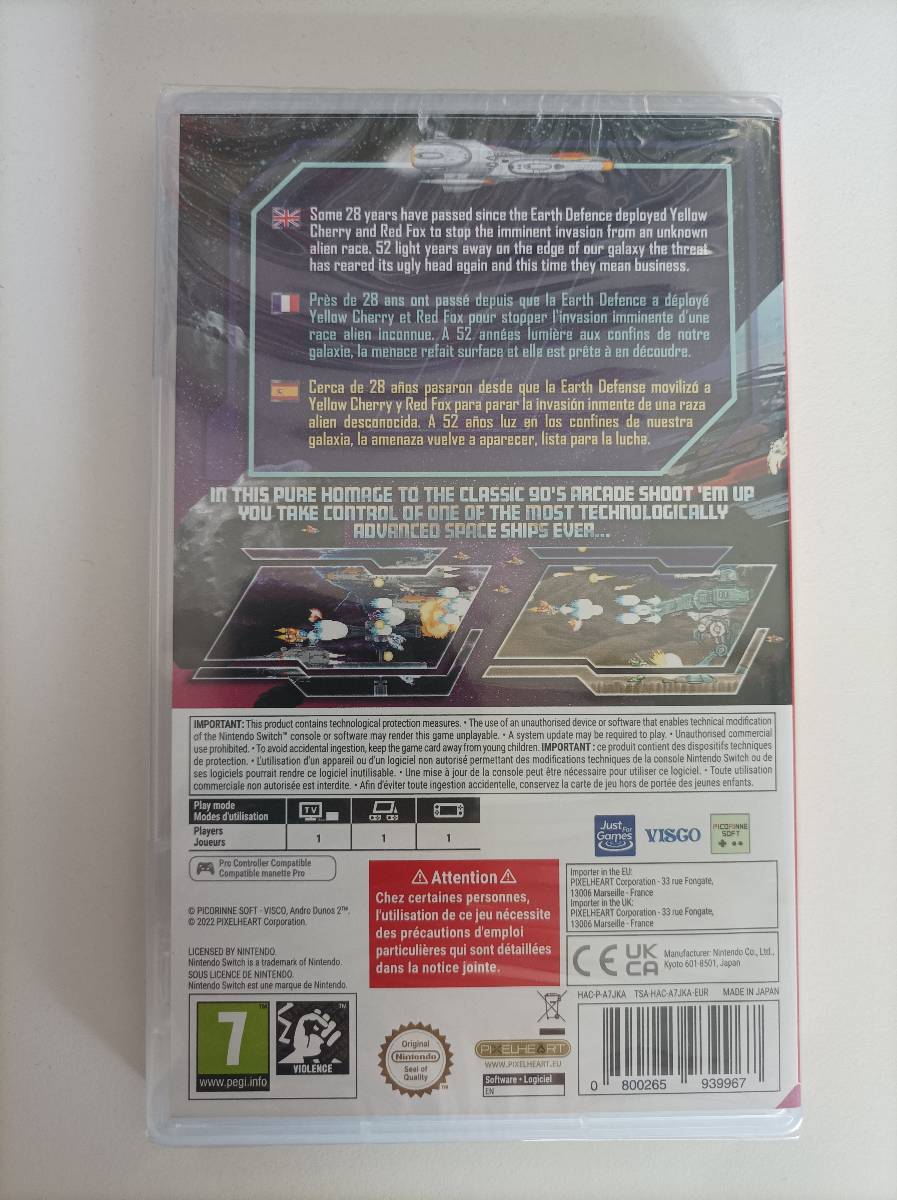 Some 28 years have passed since the Earth Defence deployed Yellow
Cherry and Red Fox to stop the imminent invasion from an unknown
alien race. 52 light years away on the edge of our galaxy the threat
has reared its ugly head again and this time they mean business.
Près de 28 ans ont passé depuis que la Earth Defence a déployé
Yellow Cherry et Red Fox pour stopper l'invasion imminente d'une
race alien inconnue. A 52 années lumière aux confins de notre
galaxie, la menace refait surface et elle est prête à en découdre.
Cerca de 28 años pasaron desde que la Earth Defense movilizó a
Yellow Cherry y Red Fox para parar la invasión inmente de una raza
alien desconocida. A 52 años luz en los confines de nuestra
galaxia, la amenaza vuelve a aparecer, lista para la lucha.
IN THIS PURE HOMAGE TO THE CLASSIC 90'S ARCADE SHOOT 'EM UP
YOU TAKE CONTROL OF ONE OF THE MOST TECHNOLOGICALLY
ADVANCED SPACE SHIPS EVER...
IMPORTANT: This product contains technological protection measures. • The use of an unauthorised device or software that enables technical modification
of the Nintendo Switch™ console or software may render this game unplayable. • A system update may be required to play. • Unauthorised commercial
use prohibited. • To avoid accidental ingestion, keep the game card away from young children. IMPORTANT : ce produit contient des dispositifs techniques
de protection. • L'utilisation d'un appareil ou d'un logiciel non autorisé permettant des modifications techniques de la console Nintendo Switch ou de
ses logiciels pourrait rendre ce logiciel inutilisable. • Une mise à jour de la console peut être nécessaire pour utiliser ce logiciel. • Toute utilisation
commerciale non autorisée est interdite. • Afin d'éviter toute ingestion accidentelle, conservez la carte de jeu hors de portée des jeunes enfants.
Play mode
Modes d'utilisation
TV
Players
Joueurs
1 1 1
Just For Games
VISCO
PICORINNE SOFT
Pro Controller Compatible
Compatible manette Pro
© PICORINNE SOFT - VISCO, Andro Dunos 2™.
© 2022 PIXELHEART Corporation.
LICENSED BY NINTENDO.
Nintendo Switch is a trademark of Nintendo.
SOUS LICENCE DE NINTENDO.
Nintendo Switch est une marque de Nintendo.
Attention
Chez certaines personnes,
l'utilisation de ce jeu nécessite
des précautions d'emploi
particulières qui sont détaillées
dans la notice jointe.
Importer in the EU:
PIXELHEART Corporation - 33 rue Fongate,
13006 Marseille - France
Importer in the UK:
PIXELHEART Corporation - 33 rue Fongate,
13006 Marseille - France
CE UK CA
Manufacturer: Nintendo Co., Ltd.,
Kyoto 601-8501, Japan
HAC-P-A7JKA TSA-HAC-A7JKA-EUR MADE IN JAPAN
7
www.pegi.info
VIOLENCE
™
Original
Nintendo
Seal of
Quality
PIXELHEART
WWW.PIXELHEART.EU
Software • Logiciel
EN
0 800265 939967